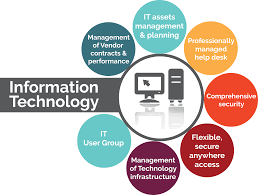 Information
Technology
Management
of Vendor
contracts &
performance
IT assets
management
& planning
Professionally
managed
help desk
Comprehensive
security
Flexible,
secure
anywhere
access
Management
of Technology
infrastructure
IT
User Group